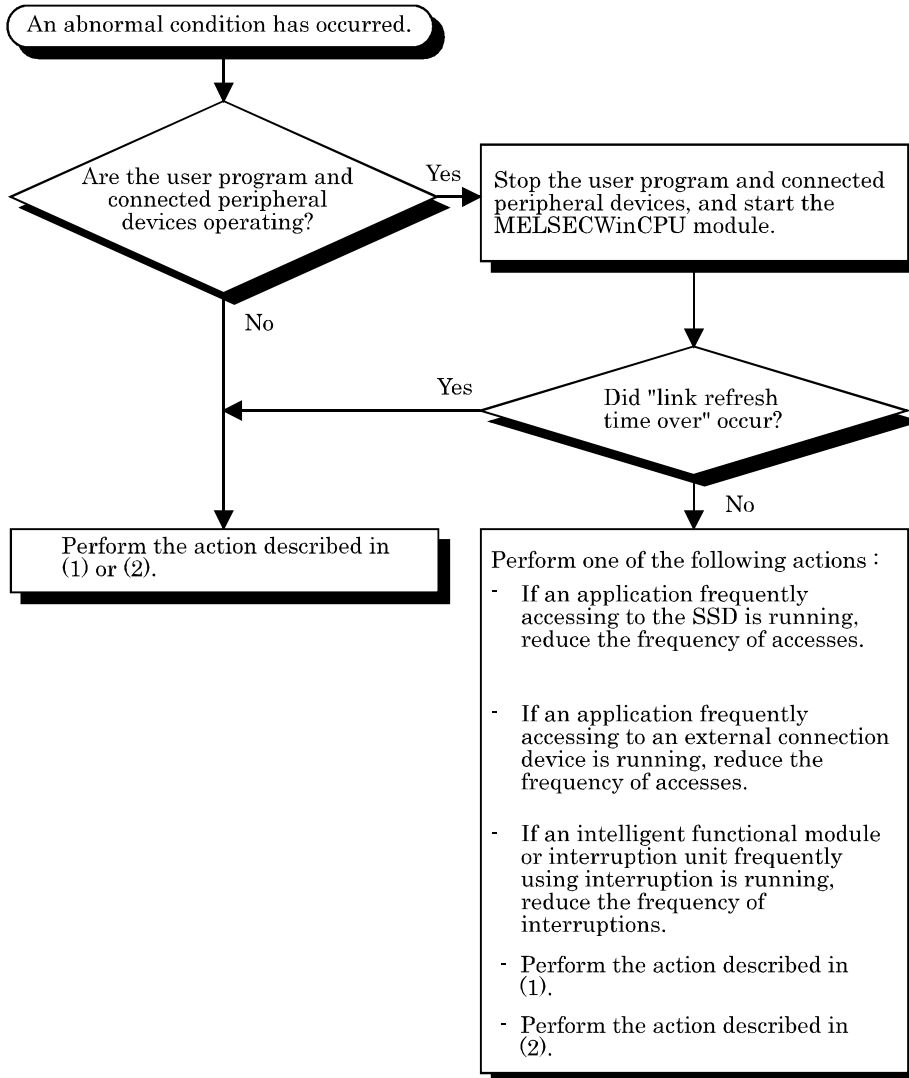 An abnormal condition has occurred.
Are the user program and
connected peripheral
devices operating?
Yes
Stop the user program and connected
peripheral devices, and start the
MELSECWinCPU module.
No
Yes
Did "link refresh
time over" occur?
No
Perform the action described in
(1) or (2).
Perform one of the following actions :
- If an application frequently
accessing to the SSD is running,
reduce the frequency of accesses.
- If an application frequently
accessing to an external connection
device is running, reduce the
frequency of accesses.
- If an intelligent functional module
or interruption unit frequently
using interruption is running,
reduce the frequency of
interruptions.
- Perform the action described in
(1).
- Perform the action described in
(2).